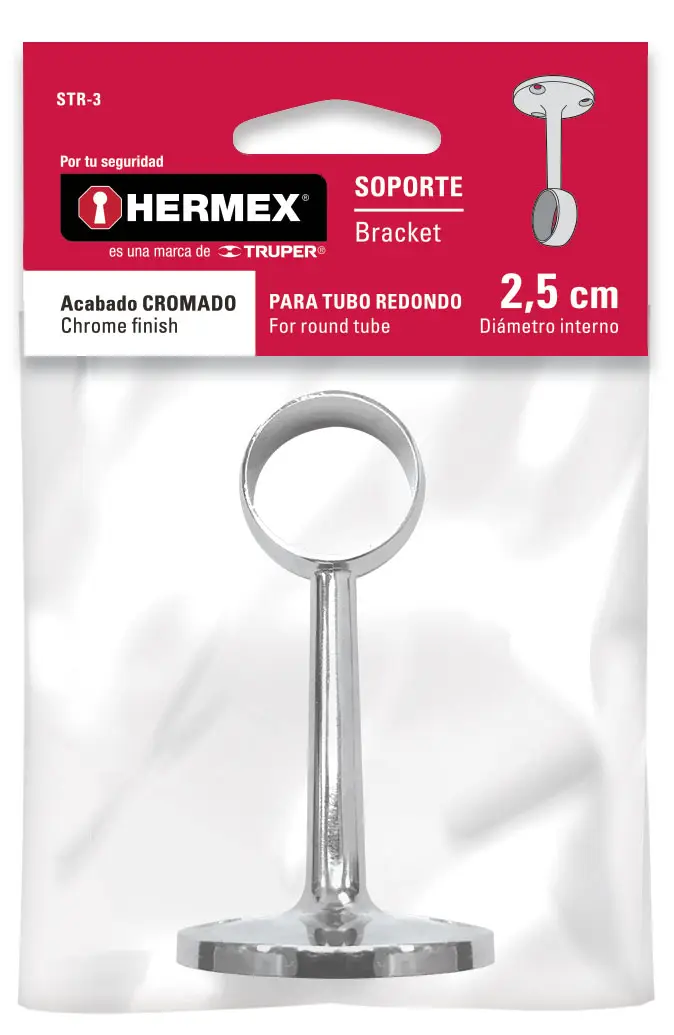 STR-3
Por tu seguridad
HERMEX®
es una marca de TRUPER®
SOPORTE
Bracket
Acabado CROMADO
Chrome finish
PARA TUBO REDONDO
For round tube
2,5 cm
Diámetro interno